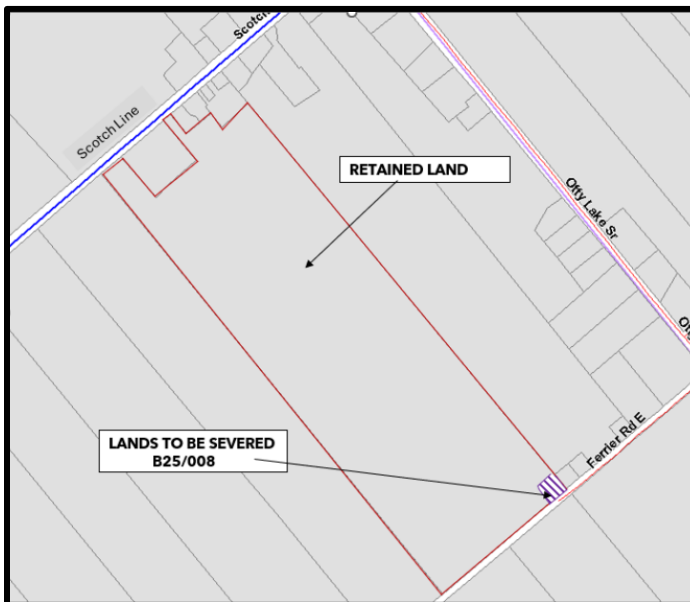 Scotch
Scotch Line
RETAINED LAND
Otty Lake Sr
LANDS TO BE SEVERED
B25/008
Ferrier Rd E